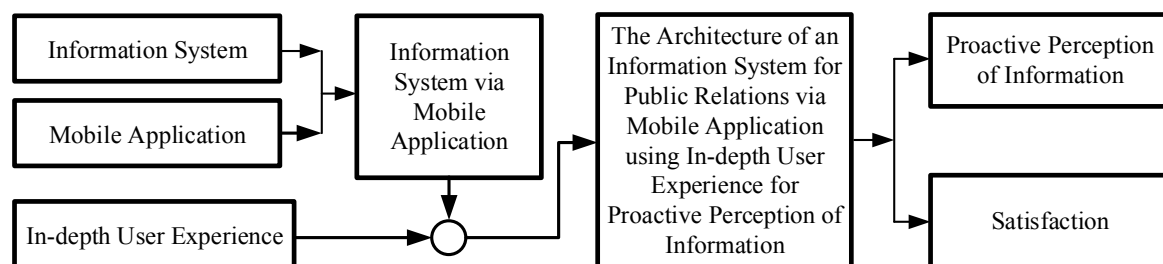 Information System
Mobile Application
In-depth User Experience
Information
System via
Mobile
Application
The Architecture of an
Information System for
Public Relations via
Mobile Application
using In-depth User
Experience for
Proactive Perception of
Information
Proactive Perception
of Information
Satisfaction